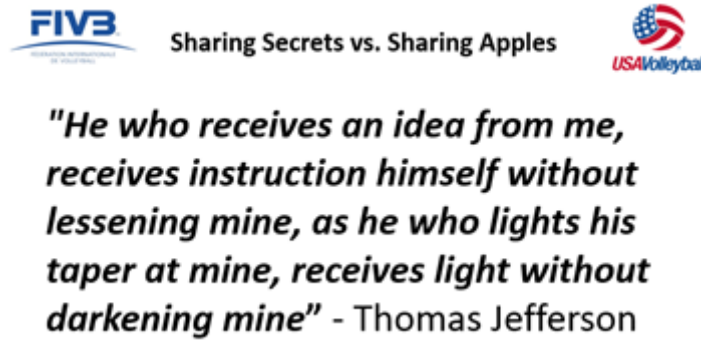 FIVB
FEDERATION INTERNATIONALE
DE VOLLEYBALL
Sharing Secrets vs. Sharing Apples
USAVolleybal
"He who receives an idea from me,
receives instruction himself without
lessening mine, as he who lights his
taper at mine, receives light without
darkening mine” - Thomas Jefferson